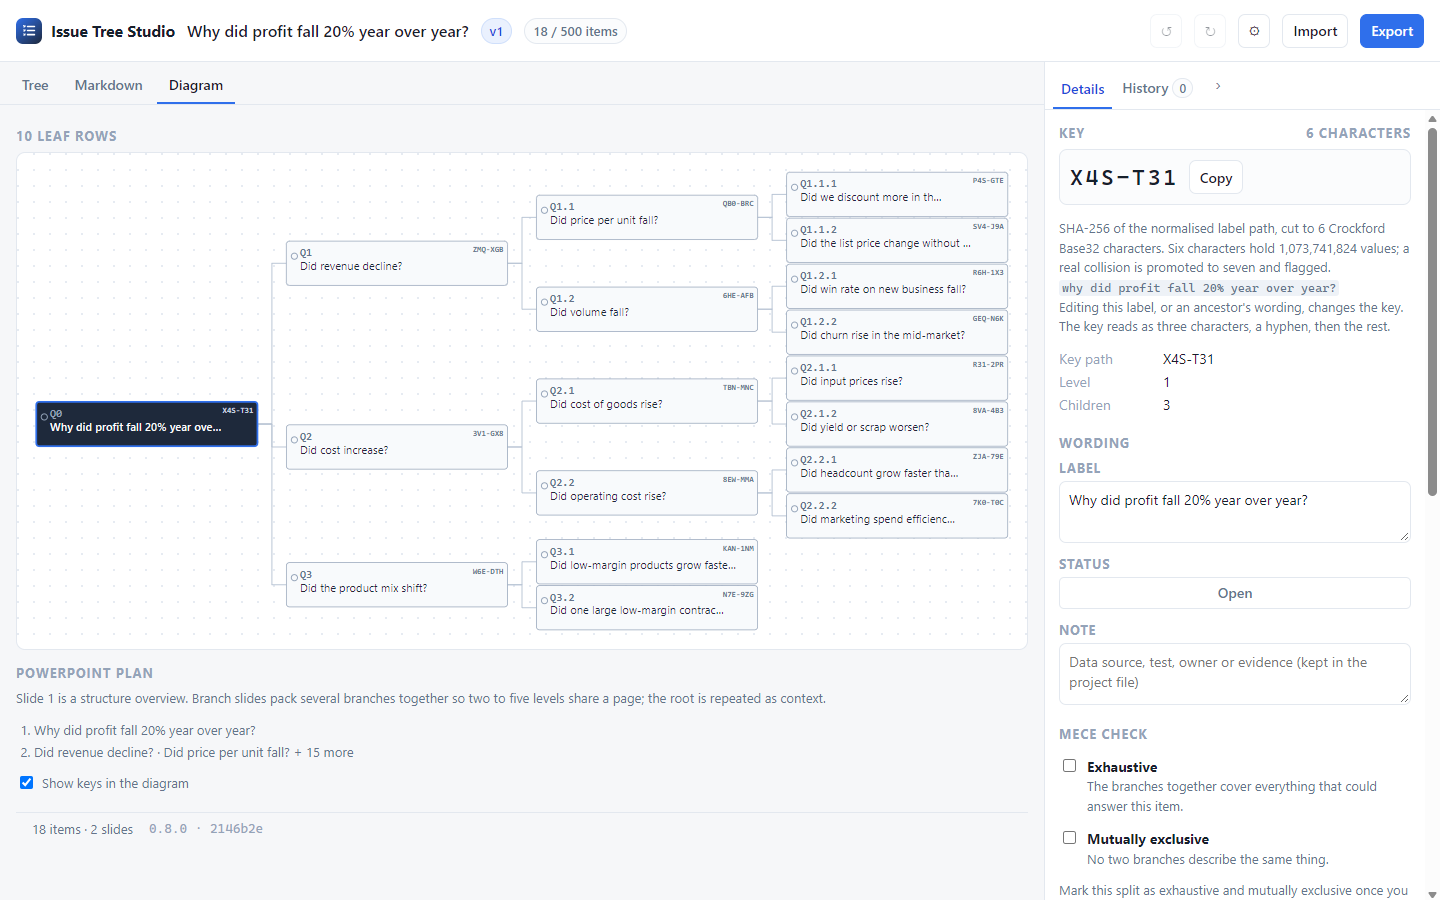 Issue Tree Studio Why did profit fall 20% year over year? v1 18 / 500 items
Import Export
Tree Markdown Diagram
10 LEAF ROWS
Q0 X4S-T31
Why did profit fall 20% year ove...
Q1 ZMQ-XGB
Did revenue decline?
Q2 3V1-GX8
Did cost increase?
Q3 W6E-DTH
Did the product mix shift?
Q1.1 QB0-BRC
Did price per unit fall?
Q1.2 6HE-AFB
Did volume fall?
Q2.1 TBN-MNC
Did cost of goods rise?
Q2.2 8EW-MMA
Did operating cost rise?
Q3.1 KAN-1NM
Did low-margin products grow faste...
Q3.2 N7E-9ZG
Did one large low-margin contrac...
Q1.1.1 P4S-GTE
Did we discount more in th...
Q1.1.2 SV4-J9A
Did the list price change without ...
Q1.2.1 R6H-1X3
Did win rate on new business fall?
Q1.2.2 GEQ-N6K
Did churn rise in the mid-market?
Q2.1.1 R31-2PR
Did input prices rise?
Q2.1.2 8VA-4B3
Did yield or scrap worsen?
Q2.2.1 ZJA-79E
Did headcount grow faster tha...
Q2.2.2 7K0-T0C
Did marketing spend efficienc...
POWERPOINT PLAN
Slide 1 is a structure overview. Branch slides pack several branches together so two to five levels share a page; the root is repeated as context.
1. Why did profit fall 20% year over year?
2. Did revenue decline? · Did price per unit fall? + 15 more
Show keys in the diagram
18 items · 2 slides 0.8.0 · 2146b2e
Details History 0
KEY 6 CHARACTERS
X4S-T31 Copy
SHA-256 of the normalised label path, cut to 6 Crockford
Base32 characters. Six characters hold 1,073,741,824 values; a
real collision is promoted to seven and flagged.
why did profit fall 20% year over year?
Editing this label, or an ancestor's wording, changes the key.
The key reads as three characters, a hyphen, then the rest.
Key path X4S-T31
Level 1
Children 3
WORDING
LABEL
Why did profit fall 20% year over year?
STATUS
Open
NOTE
Data source, test, owner or evidence (kept in the
project file)
MECE CHECK
Exhaustive
The branches together cover everything that could
answer this item.
Mutually exclusive
No two branches describe the same thing.
Mark this split as exhaustive and mutually exclusive once you